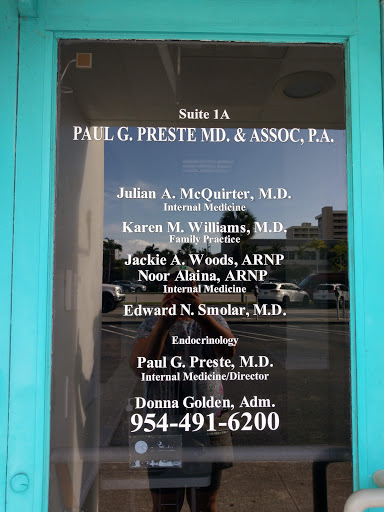 Suite 1A
PAUL G. PRESTE MD. & ASSOC, P.A.
Julian A. McQuirter, M.D.
Internal Medicine
Karen M. Williams, M.D.
Family Practice
Jackie A. Woods, ARNP
Noor Alaina, ARNP
Internal Medicine
Edward N. Smolar, M.D.
Endocrinology
Paul G. Preste, M.D.
Internal Medicine/Director
Donna Golden, Adm.
954-491-6200